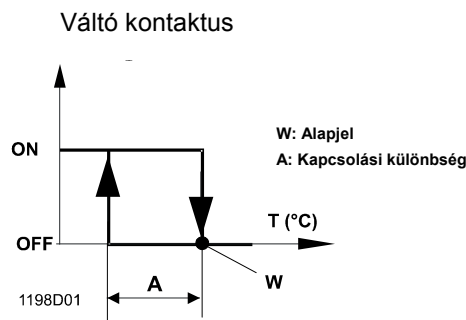 Váltó kontaktus
W: Alapjel
ON
A: Kapcsolási különbség
T (°C)
OFF
A
W
1198D01